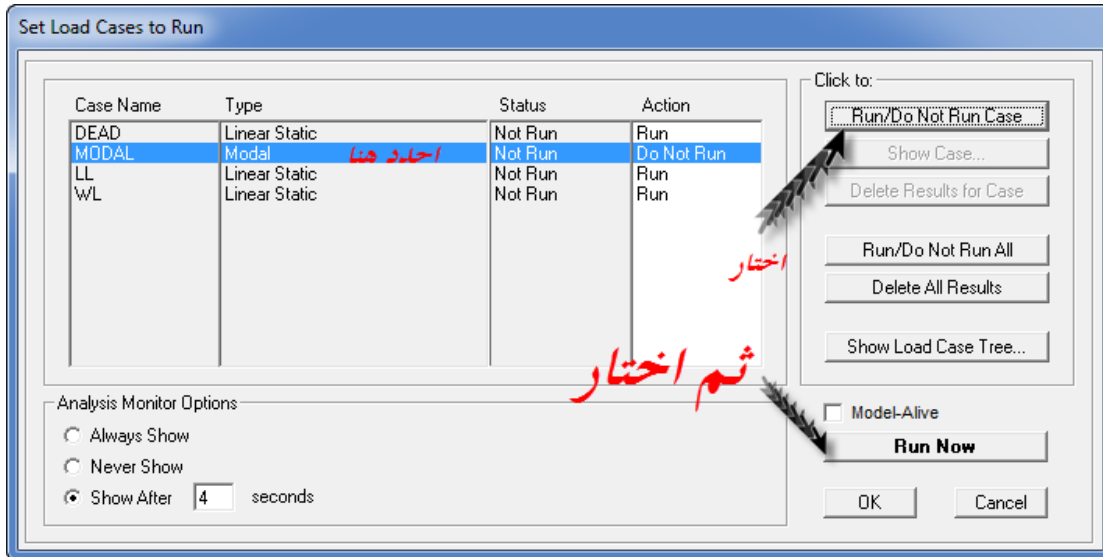 Set Load Cases to Run
Click to:
Case Name Type Status Action
DEAD Linear Static Not Run Run
MODAL Modal احدد هنا Not Run Do Not Run
LL Linear Static Not Run Run
WL Linear Static Not Run Run
Run/Do Not Run Case
Show Case...
Delete Results for Case
اختار
Run/Do Not Run All
Delete All Results
Show Load Case Tree...
ثم اختار
Analysis Monitor Options
Always Show
Never Show
Show After 4 seconds
Model-Alive
Run Now
OK Cancel